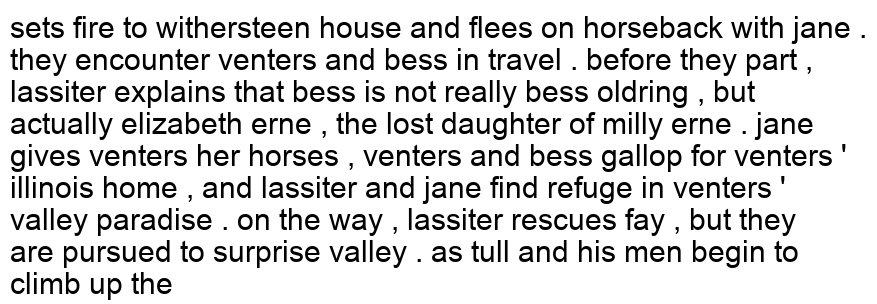 sets fire to withersteen house and flees on horseback with jane .
they encounter venters and bess in travel . before they part ,
lassiter explains that bess is not really bess oldring , but
actually elizabeth erne , the lost daughter of milly erne . jane
gives venters her horses , venters and bess gallop for venters '
illinois home , and lassiter and jane find refuge in venters '
valley paradise . on the way , lassiter rescues fay , but they
are pursued to surprise valley . as tull and his men begin to
climb up the